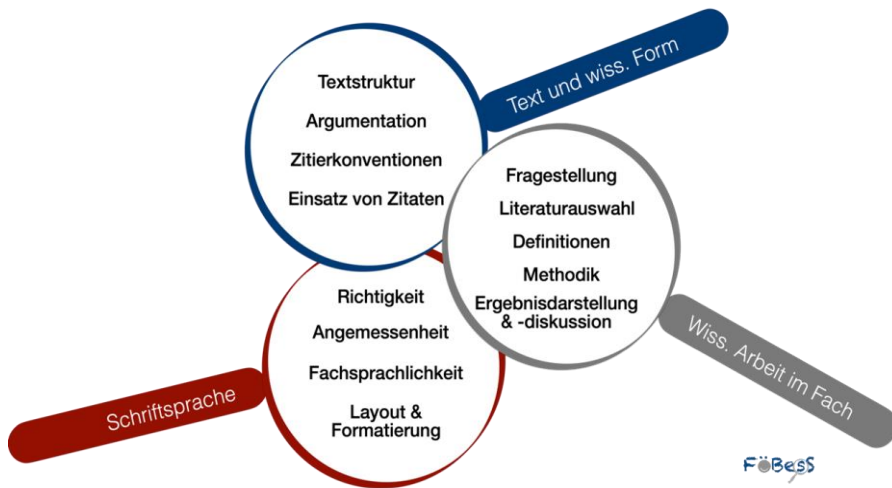 Text und wiss. Form
Textstruktur
Argumentation
Zitierkonventionen
Einsatz von Zitaten
Fragestellung
Literaturauswahl
Definitionen
Methodik
Ergebnisdarstellung
& -diskussion
Wiss. Arbeit im Fach
Richtigkeit
Angemessenheit
Fachsprachlichkeit
Layout &
Formatierung
Schriftsprache
FöBesS